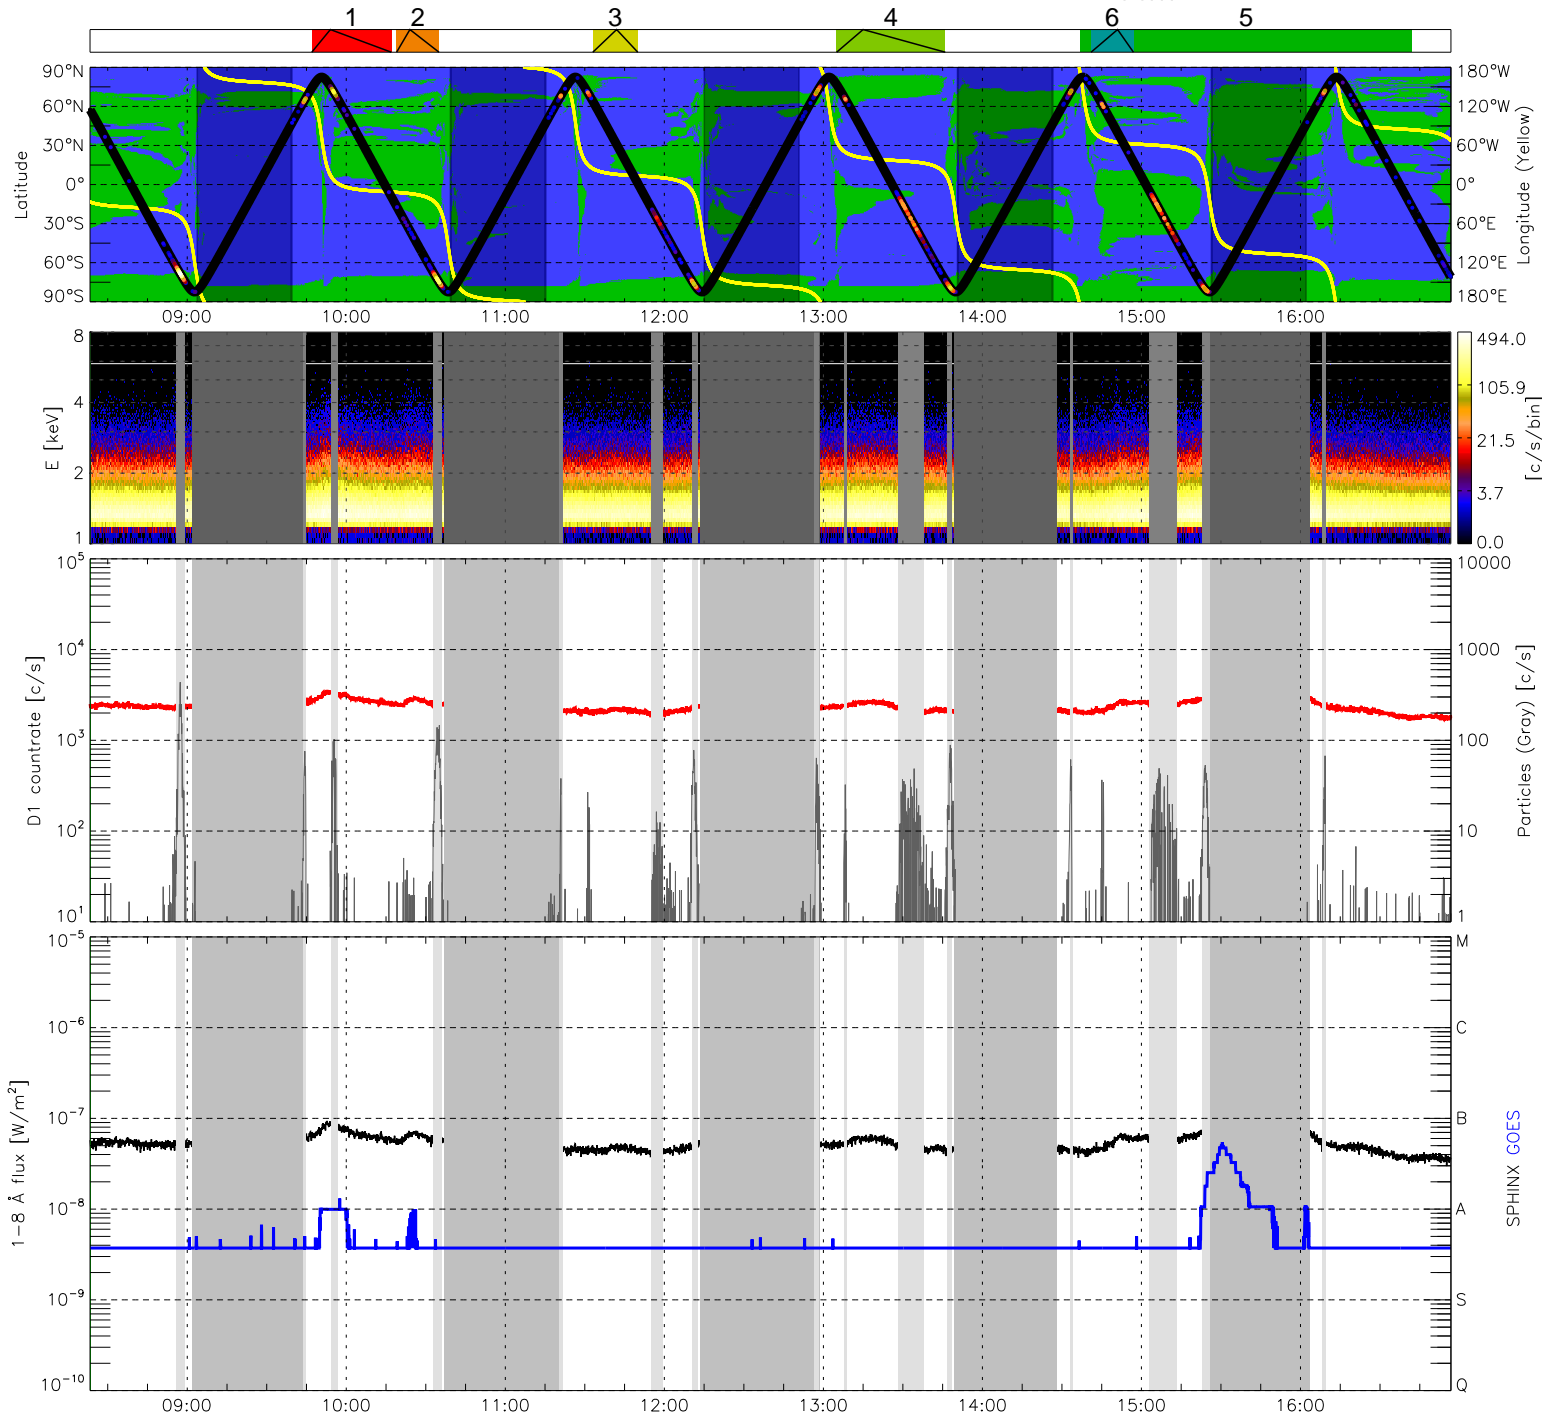 1 2 3 4 6 5
90°N 180°W
60°N 120°W
30°N 60°W
0° 0°
30°S 60°E
60°S 120°E
90°S 180°E
Latitude
Longitude (Yellow)
09:00 10:00 11:00 12:00 13:00 14:00 15:00 16:00
8
4
2
1
E [keV]
494.0
105.9
21.5
3.7
0.0
[c/s/bin]
10⁵ 10000
10⁴ 1000
10³ 100
10² 10
10¹ 1
D1 countrate [c/s]
Particles (Gray) [c/s]
10⁻⁵ M
10⁻⁶ C
10⁻⁷ B
10⁻⁸ A
10⁻⁹ S
10⁻¹⁰ Q
1−8 Å flux [W/m²]
SPHINX GOES
09:00 10:00 11:00 12:00 13:00 14:00 15:00 16:00